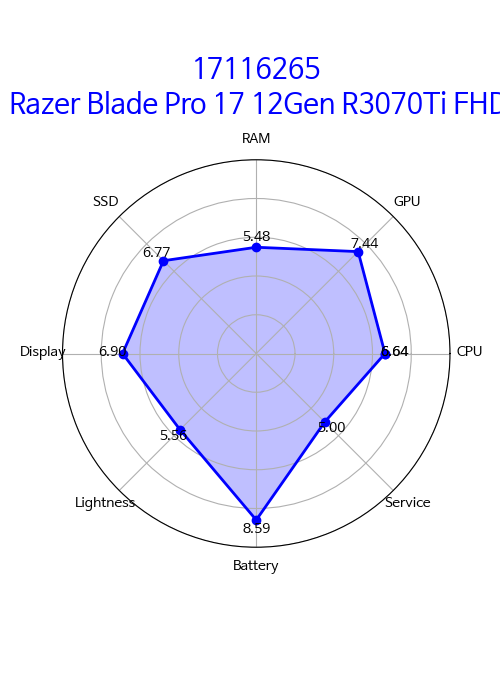 17116265
Razer Blade Pro 17 12Gen R3070Ti FHD
RAM
SSD
GPU
5.48
6.77
7.44
Display
6.90
6.64
CPU
5.56
5.00
Lightness
Service
8.59
Battery